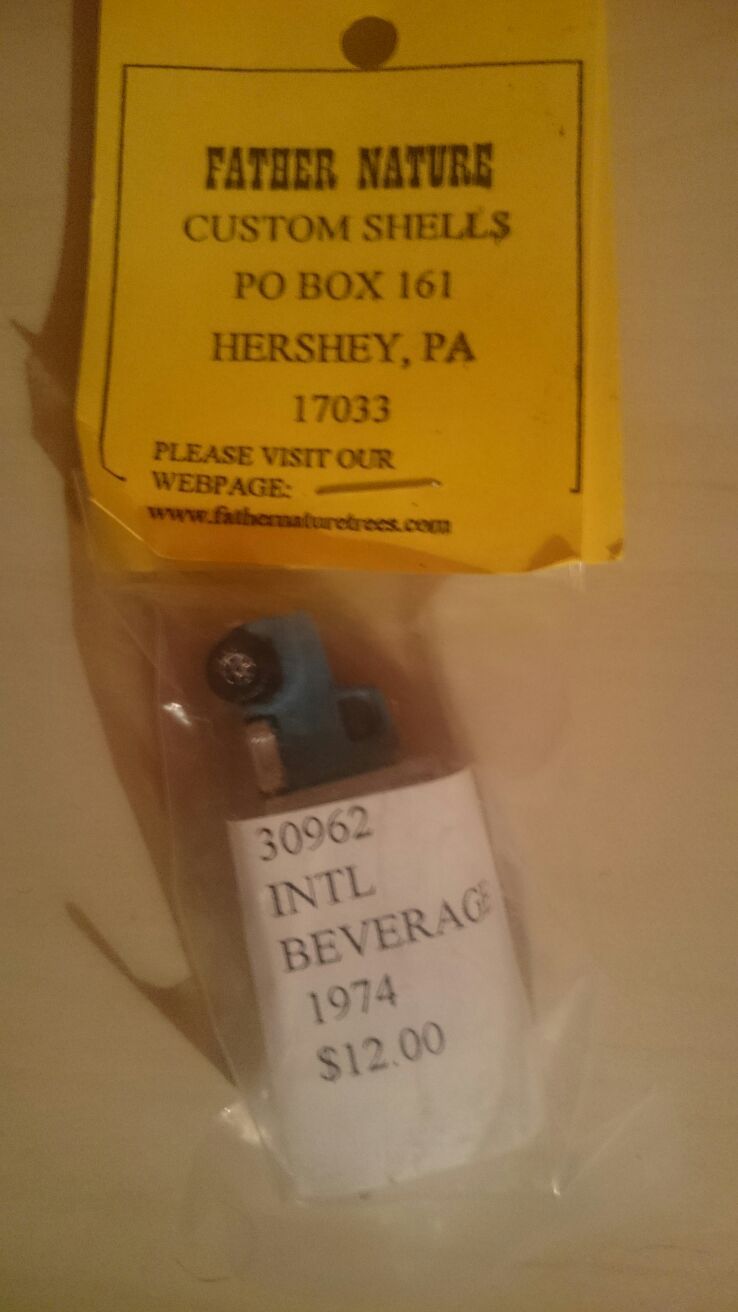 FATHER NATURE
CUSTOM SHELLS
PO BOX 161
HERSHEY, PA
17033
PLEASE VISIT OUR
WEBPAGE:
www.fathernaturetrees.com
30962
INTL
BEVERAGE
1974
$12.00